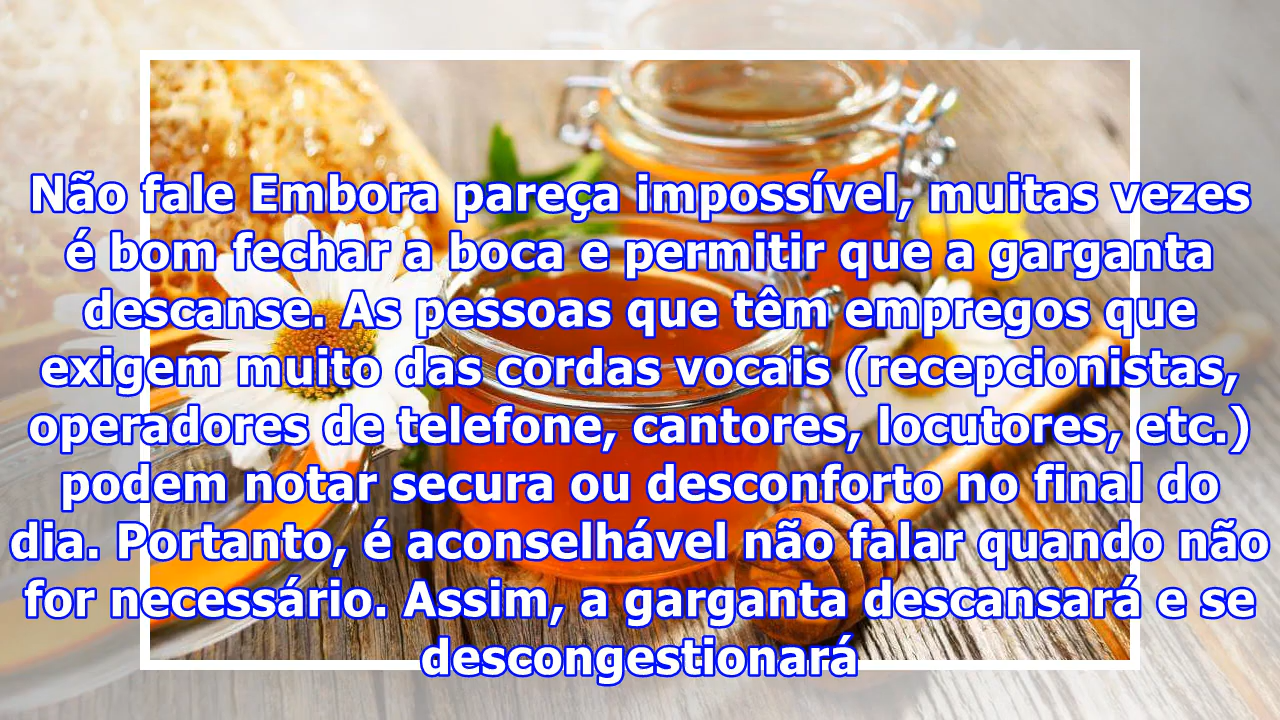 Não fale Embora pareça impossível, muitas vezes
é bom fechar a boca e permitir que a garganta
descanse. As pessoas que têm empregos que
exigem muito das cordas vocais (recepcionistas,
operadores de telefone, cantores, locutores, etc.)
podem notar secura ou desconforto no final do
dia. Portanto, é aconselhável não falar quando não
for necessário. Assim, a garganta descansará e se
descongestionará